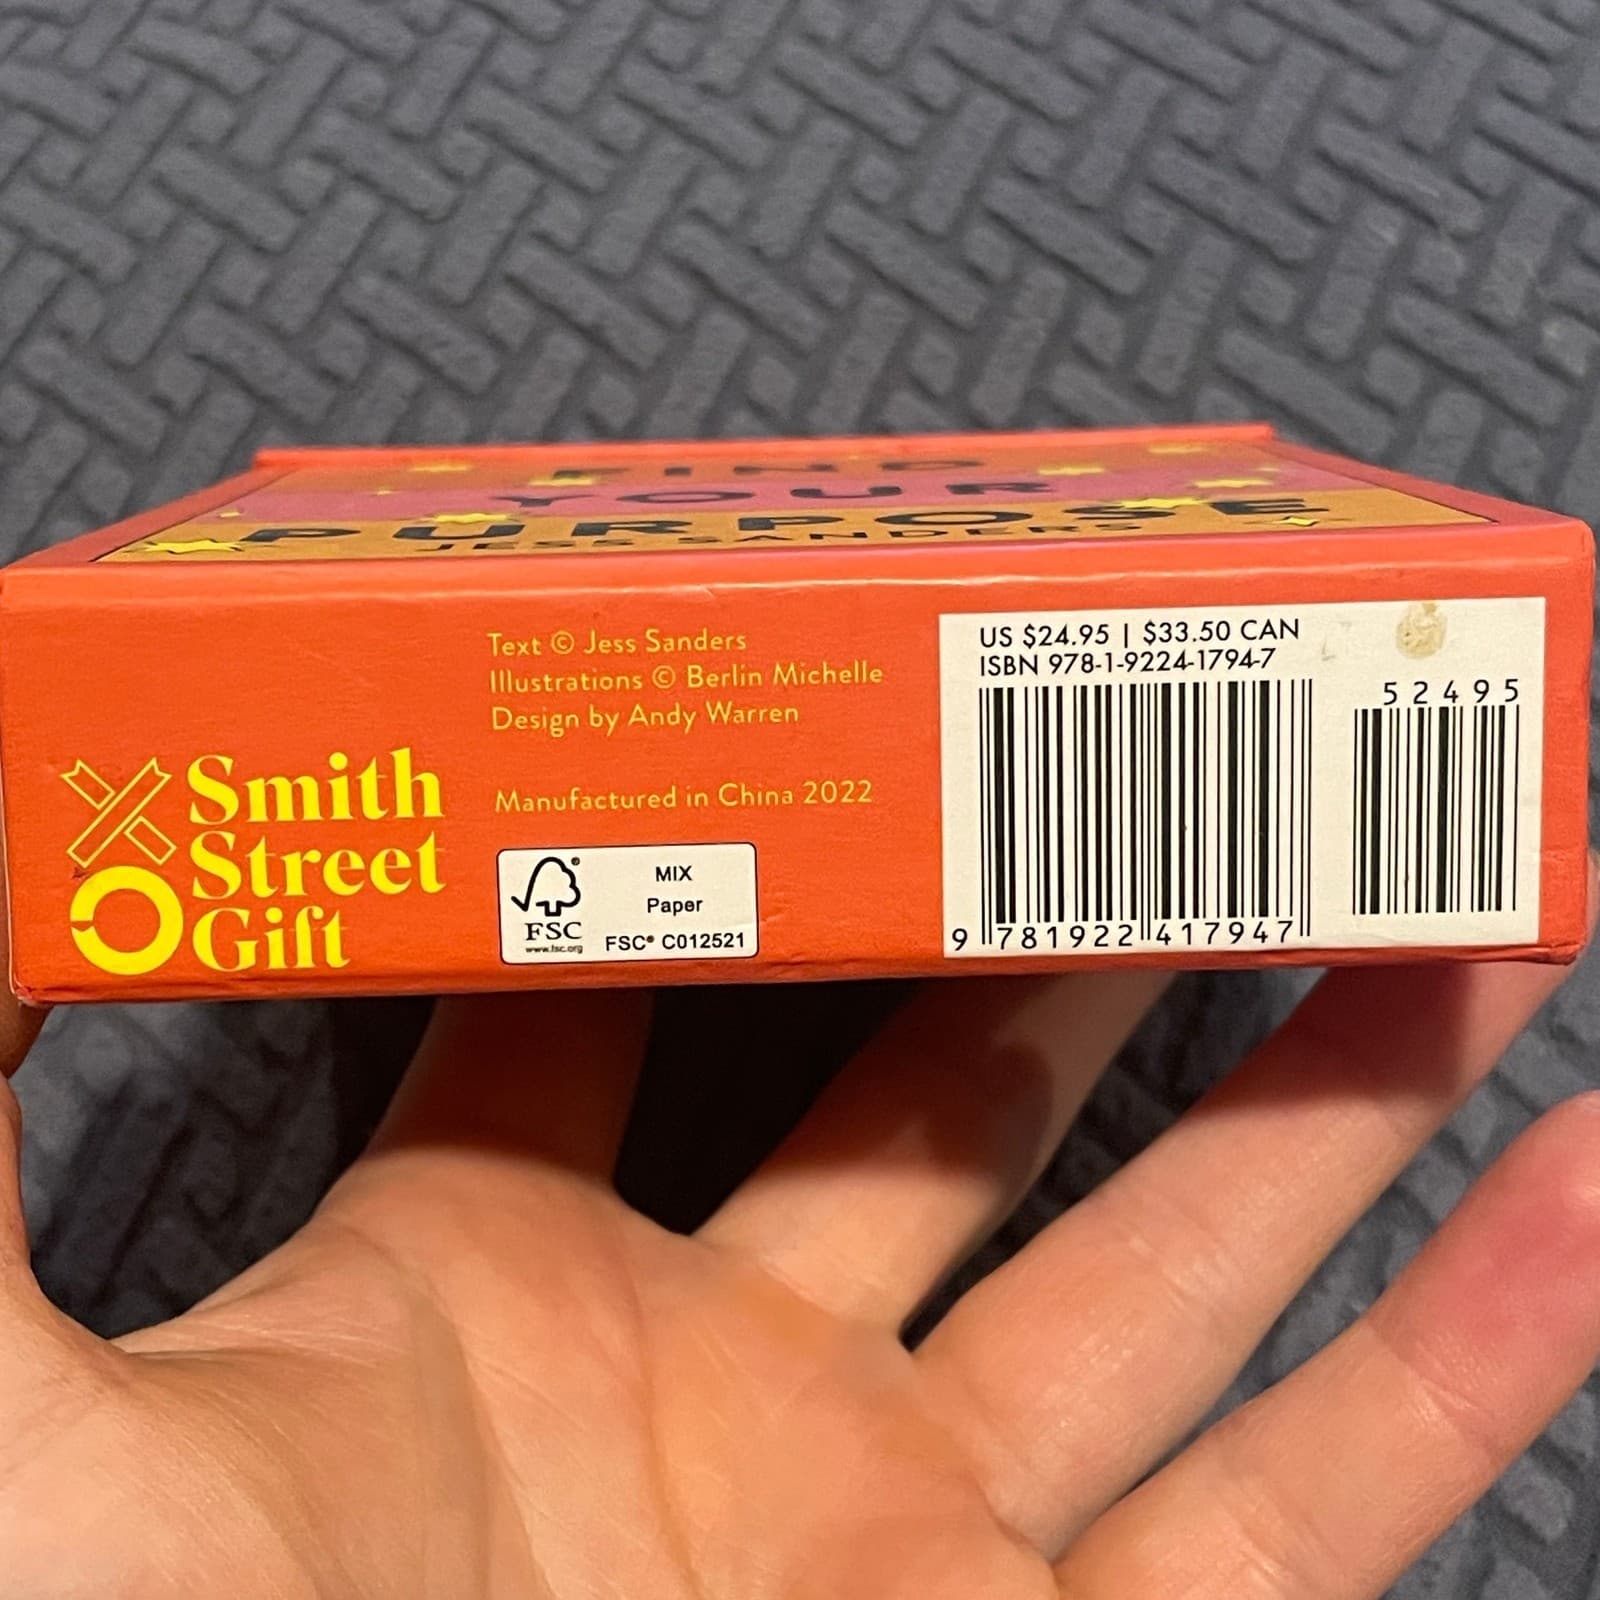 FIND
YOUR
PURPOSE
JESS SANDERS
Text © Jess Sanders
Illustrations © Berlin Michelle
Design by Andy Warren
Manufactured in China 2022
Smith
Street
Gift
FSC®
www.fsc.org
MIX
Paper
FSC® C012521
US $24.95 | $33.50 CAN
ISBN 978-1-9224-1794-7
52495
9 781922 417947